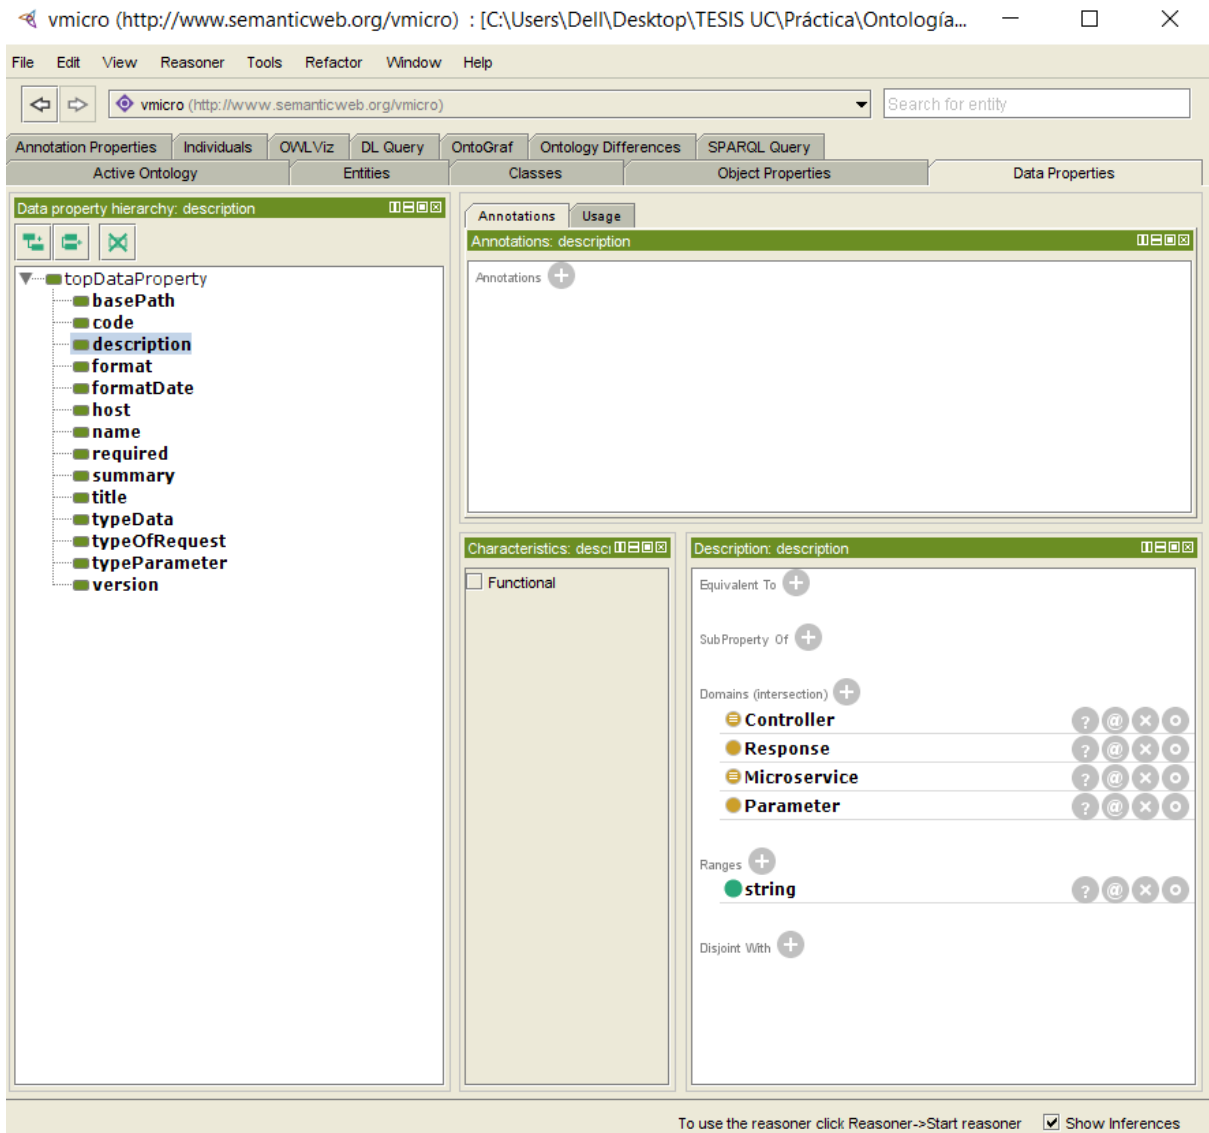 vmicro (http://www.semanticweb.org/vmicro) : [C:\Users\Dell\Desktop\TESIS UC\Práctica\Ontología...
File Edit View Reasoner Tools Refactor Window Help
vmicro (http://www.semanticweb.org/vmicro)
Search for entity
Annotation Properties Individuals OWLViz DL Query OntoGraf Ontology Differences SPARQL Query
Active Ontology Entities Classes Object Properties Data Properties
Data property hierarchy: description
topDataProperty
basePath
code
description
format
formatDate
host
name
required
summary
title
typeData
typeOfRequest
typeParameter
version
Annotations Usage
Annotations: description
Annotations
Characteristics: descri
Functional
Description: description
Equivalent To
SubProperty Of
Domains (intersection)
Controller
Response
Microservice
Parameter
Ranges
string
Disjoint With
To use the reasoner click Reasoner->Start reasoner Show Inferences